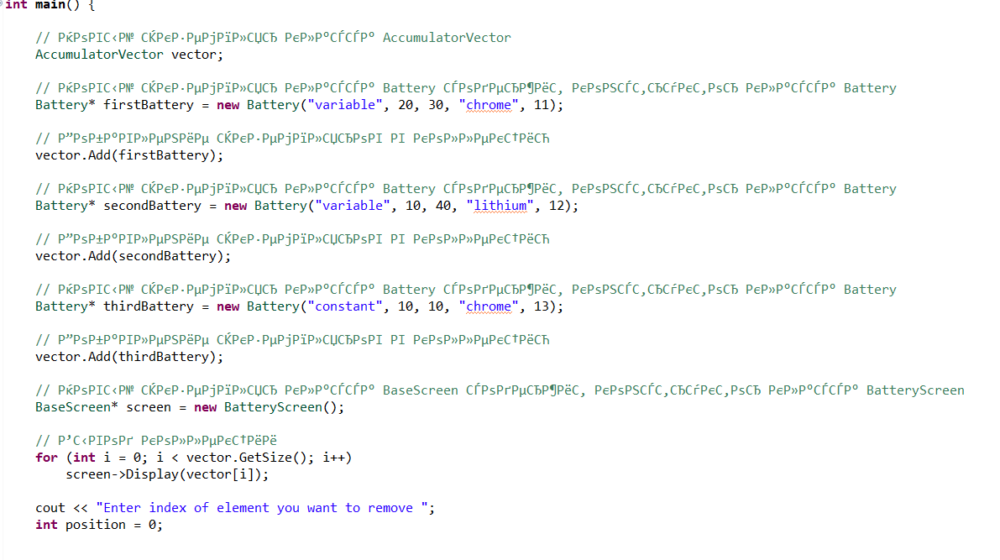 int main() {
// РќРѕРІС‹Р№ СЌРєР·РµРјРїР»СЏСЂ РєР»Р°СЃСЃР° AccumulatorVector
AccumulatorVector vector;
// РќРѕРІС‹Р№ СЌРєР·РµРјРїР»СЏСЂ РєР»Р°СЃСЃР° Battery СЃРѕРґРµСЂР¶РёС‚ РєРѕРЅСЃС‚СЂСѓРєС‚РѕСЂ РєР»Р°СЃСЃР° Battery
Battery* firstBattery = new Battery("variable", 20, 30, "chrome", 11);
// Р”РѕР±Р°РІР»РµРЅРёРµ СЌРєР·РµРјРїР»СЏСЂРѕРІ РІ РєРѕР»Р»РµРєС†РёСЋ
vector.Add(firstBattery);
// РќРѕРІС‹Р№ СЌРєР·РµРјРїР»СЏСЂ РєР»Р°СЃСЃР° Battery СЃРѕРґРµСЂР¶РёС‚ РєРѕРЅСЃС‚СЂСѓРєС‚РѕСЂ РєР»Р°СЃСЃР° Battery
Battery* secondBattery = new Battery("variable", 10, 40, "lithium", 12);
// Р”РѕР±Р°РІР»РµРЅРёРµ СЌРєР·РµРјРїР»СЏСЂРѕРІ РІ РєРѕР»Р»РµРєС†РёСЋ
vector.Add(secondBattery);
// РќРѕРІС‹Р№ СЌРєР·РµРјРїР»СЏСЂ РєР»Р°СЃСЃР° Battery СЃРѕРґРµСЂР¶РёС‚ РєРѕРЅСЃС‚СЂСѓРєС‚РѕСЂ РєР»Р°СЃСЃР° Battery
Battery* thirdBattery = new Battery("constant", 10, 10, "chrome", 13);
// Р”РѕР±Р°РІР»РµРЅРёРµ СЌРєР·РµРјРїР»СЏСЂРѕРІ РІ РєРѕР»Р»РµРєС†РёСЋ
vector.Add(thirdBattery);
// РќРѕРІС‹Р№ СЌРєР·РµРјРїР»СЏСЂ РєР»Р°СЃСЃР° BaseScreen СЃРѕРґРµСЂР¶РёС‚ РєРѕРЅСЃС‚СЂСѓРєС‚РѕСЂ РєР»Р°СЃСЃР° BatteryScreen
BaseScreen* screen = new BatteryScreen();
// Р’С‹РІРѕРґ РєРѕР»Р»РµРєС†РёРё
for (int i = 0; i < vector.GetSize(); i++)
screen->Display(vector[i]);
cout << "Enter index of element you want to remove ";
int position = 0;